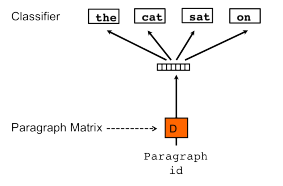 Classifier the cat sat on
Paragraph Matrix D
Paragraph
id